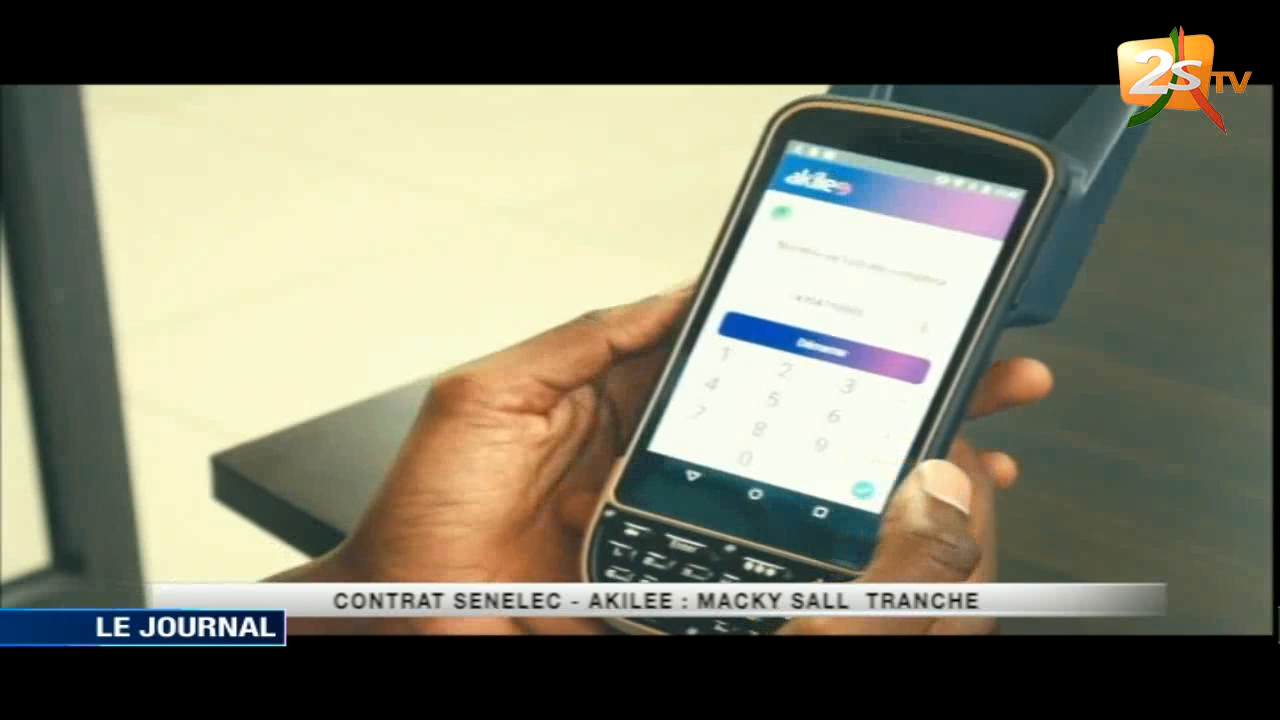 2S TV
akilee
Démarrer
1 2 3
4 5 6
7 8 9
0
CONTRAT SENELEC - AKILEE : MACKY SALL TRANCHE
LE JOURNAL